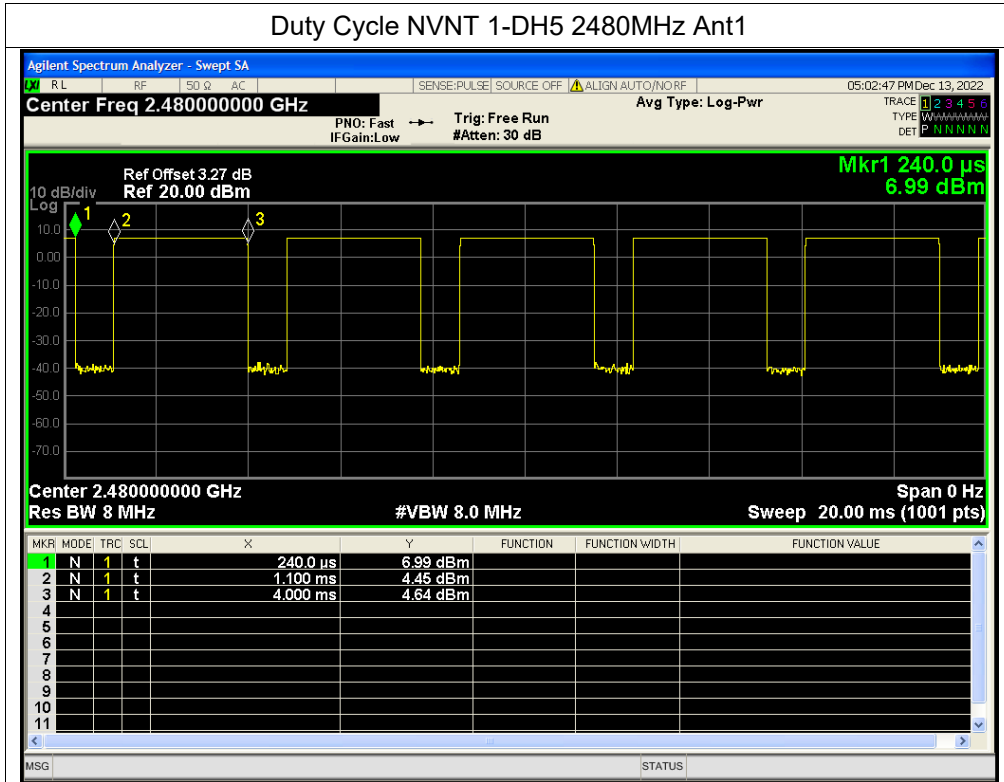 Duty Cycle NVNT 1-DH5 2480MHz Ant1
Agilent Spectrum Analyzer - Swept SA
LXI RL RF 50 Ω AC SENSE:PULSE SOURCE OFF ALIGN AUTO/NO RF 05:02:47 PM Dec 13, 2022
Center Freq 2.480000000 GHz Avg Type: Log-Pwr TRACE 1 2 3 4 5 6
PNO: Fast Trig: Free Run TYPE W
IFGain:Low #Atten: 30 dB DET P N N N N N
Mkr1 240.0 µs
Ref Offset 3.27 dB 6.99 dBm
10 dB/div Ref 20.00 dBm
Log
1 2 3
10.0
0.00
-10.0
-20.0
-30.0
-40.0
-50.0
-60.0
-70.0
Center 2.480000000 GHz Span 0 Hz
Res BW 8 MHz #VBW 8.0 MHz Sweep 20.00 ms (1001 pts)
MKR MODE TRC SCL X Y FUNCTION FUNCTION WIDTH FUNCTION VALUE
1 N 1 t 240.0 µs 6.99 dBm
2 N 1 t 1.100 ms 4.45 dBm
3 N 1 t 4.000 ms 4.64 dBm
4
5
6
7
8
9
10
11
MSG STATUS